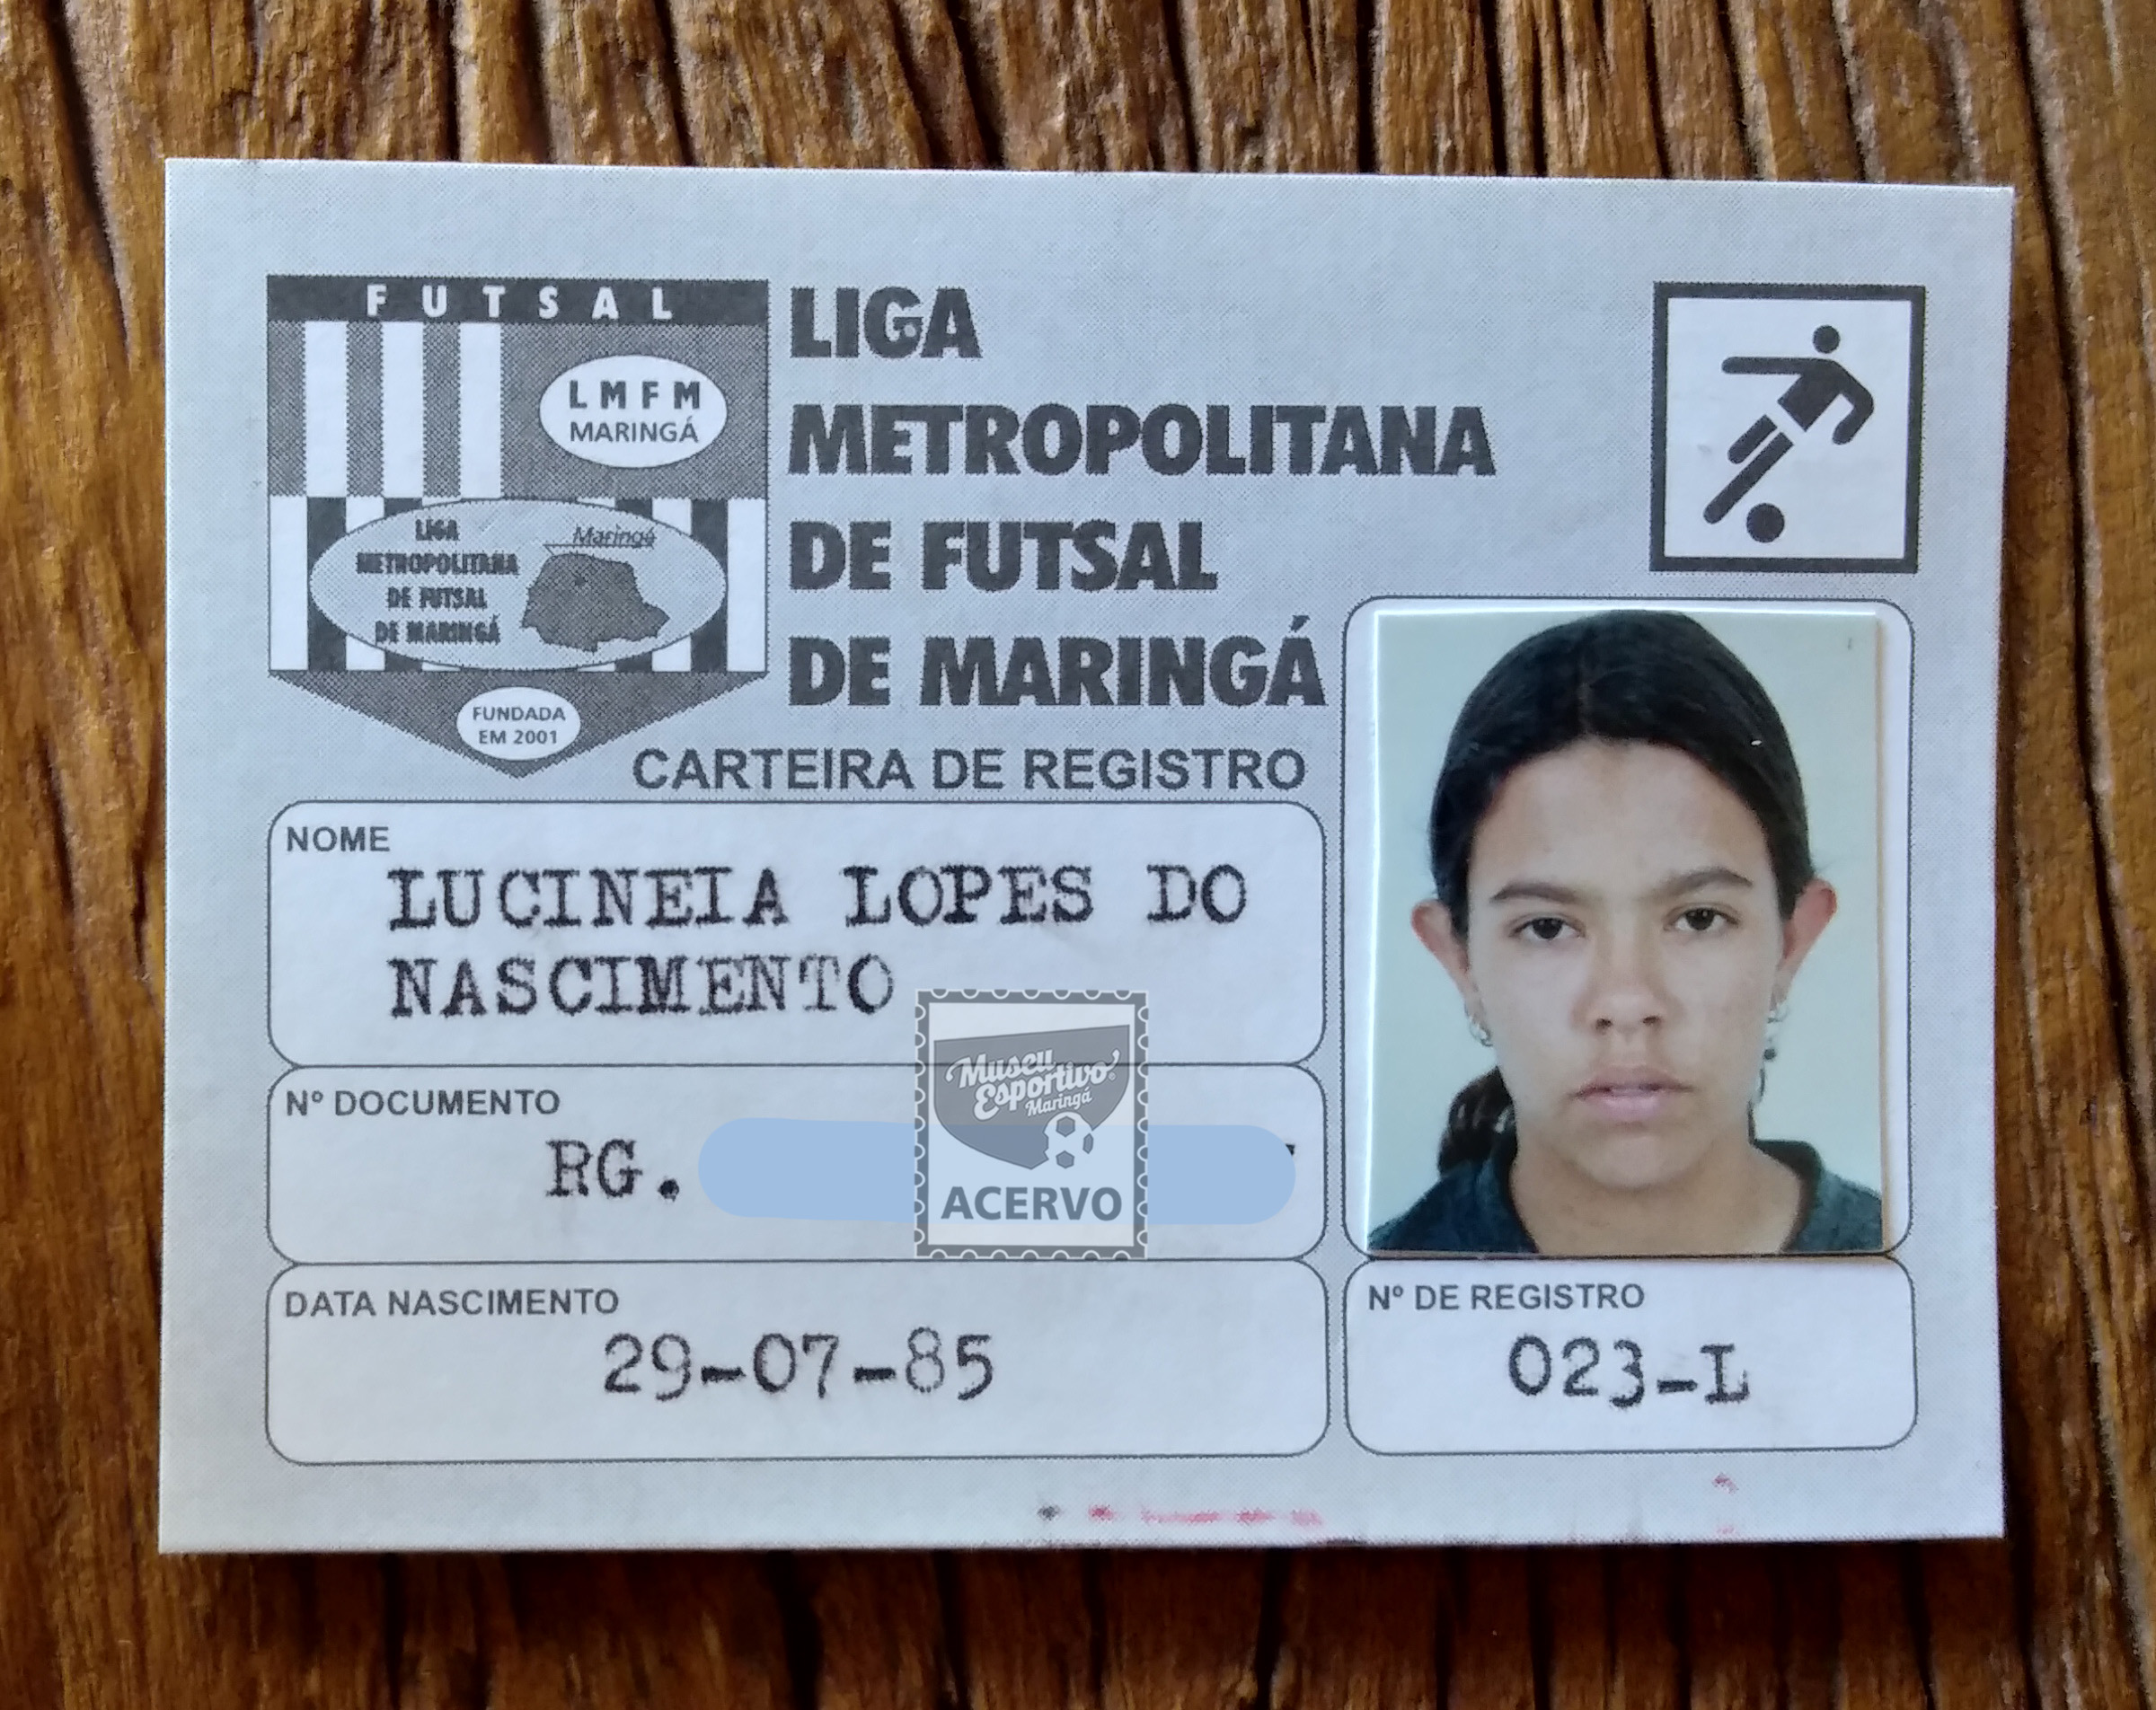 FUTSAL
LMFM
MARINGÁ
LIGA
METROPOLITANA
DE FUTSAL
DE MARINGÁ
Maringá
FUNDADA
EM 2001
LIGA
METROPOLITANA
DE FUTSAL
DE MARINGÁ
CARTEIRA DE REGISTRO
NOME
LUCINEIA LOPES DO
NASCIMENTO
Nº DOCUMENTO
RG.
Museu
Esportivo
Maringá
ACERVO
DATA NASCIMENTO
29-07-85
Nº DE REGISTRO
023-L